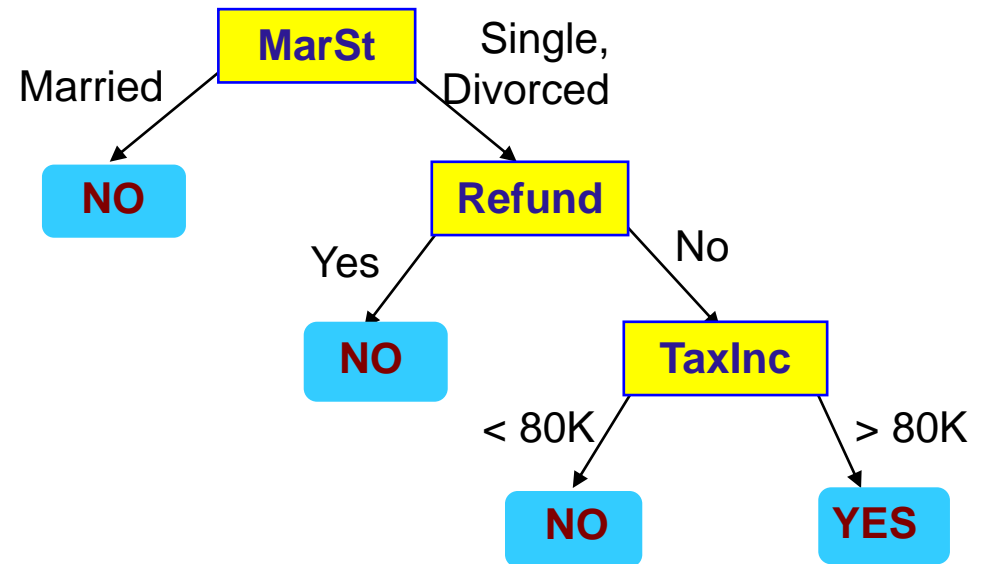 MarSt
Single,
Divorced
Married
NO
Refund
Yes
No
NO
TaxInc
< 80K
> 80K
NO
YES